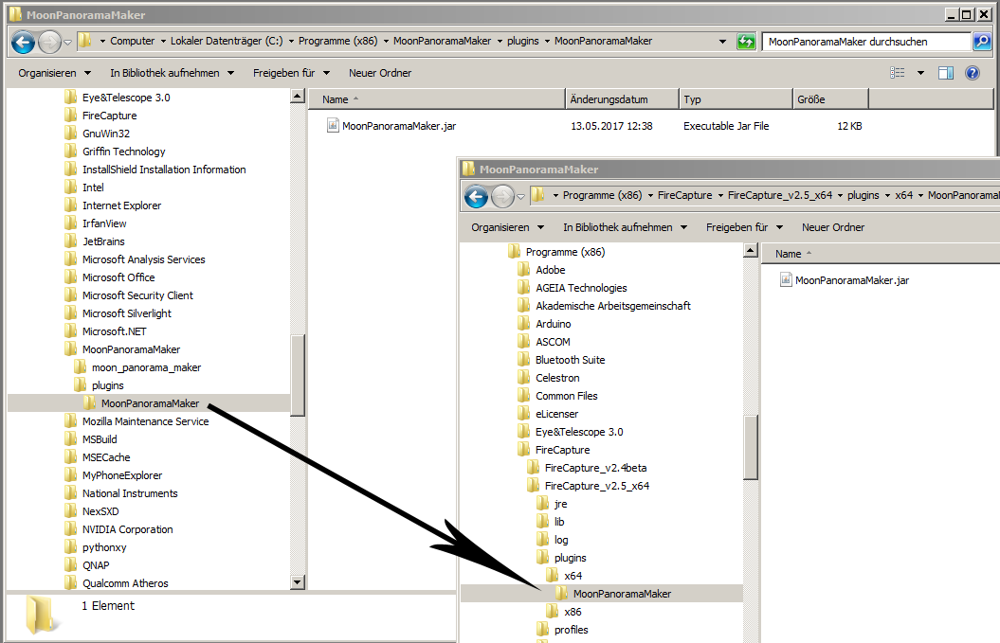 MoonPanoramaMaker
Computer Lokaler Datenträger (C:) Programme (x86) MoonPanoramaMaker plugins MoonPanoramaMaker
MoonPanoramaMaker durchsuchen
Organisieren In Bibliothek aufnehmen Freigeben für Neuer Ordner
Eye&Telescope 3.0
FireCapture
GnuWin32
Griffin Technology
InstallShield Installation Information
Intel
Internet Explorer
IrfanView
JetBrains
Microsoft Analysis Services
Microsoft Office
Microsoft Security Client
Microsoft Silverlight
Microsoft.NET
MoonPanoramaMaker
moon_panorama_maker
plugins
MoonPanoramaMaker
Mozilla Maintenance Service
MSBuild
MSECache
MyPhoneExplorer
National Instruments
NexSXD
NVIDIA Corporation
pythonxy
QNAP
Qualcomm Atheros
Name Änderungsdatum Typ Größe
MoonPanoramaMaker.jar 13.05.2017 12:38 Executable Jar File 12 KB
1 Element
MoonPanoramaMaker
Programme (x86) FireCapture FireCapture_v2.5_x64 plugins x64 MoonPanorama
Organisieren In Bibliothek aufnehmen Freigeben für Neuer Ordner
Programme (x86)
Adobe
AGEIA Technologies
Akademische Arbeitsgemeinschaft
Arduino
ASCOM
Bluetooth Suite
Celestron
Common Files
eLicenser
Eye&Telescope 3.0
FireCapture
FireCapture_v2.4beta
FireCapture_v2.5_x64
jre
lib
log
plugins
x64
MoonPanoramaMaker
x86
profiles
Name
MoonPanoramaMaker.jar